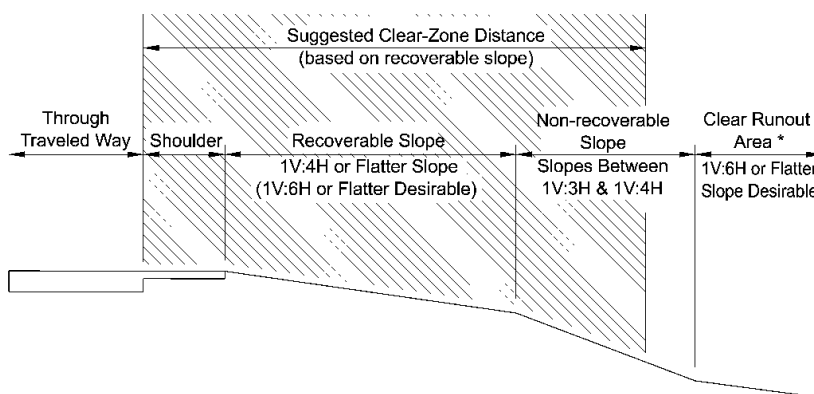 Suggested Clear-Zone Distance
(based on recoverable slope)
Through
Traveled Way
Shoulder
Recoverable Slope
1V:4H or Flatter Slope
(1V:6H or Flatter Desirable)
Non-recoverable
Slope
Slopes Between
1V:3H & 1V:4H
Clear Runout
Area *
1V:6H or Flatter
Slope Desirable